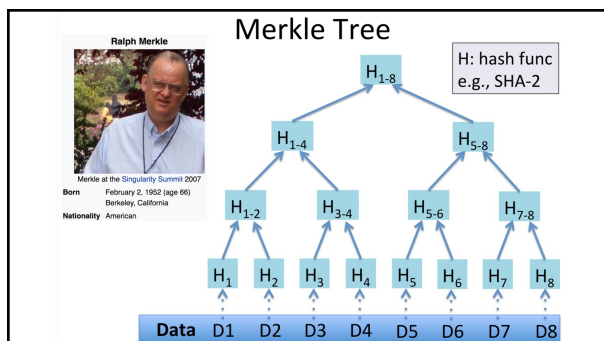 Merkle Tree
Ralph Merkle
Merkle at the Singularity Summit 2007
Born February 2, 1952 (age 66)
Berkeley, California
Nationality American
H: hash func
e.g., SHA-2
H1-8
H1-4 H5-8
H1-2 H3-4 H5-6 H7-8
H1 H2 H3 H4 H5 H6 H7 H8
Data D1 D2 D3 D4 D5 D6 D7 D8